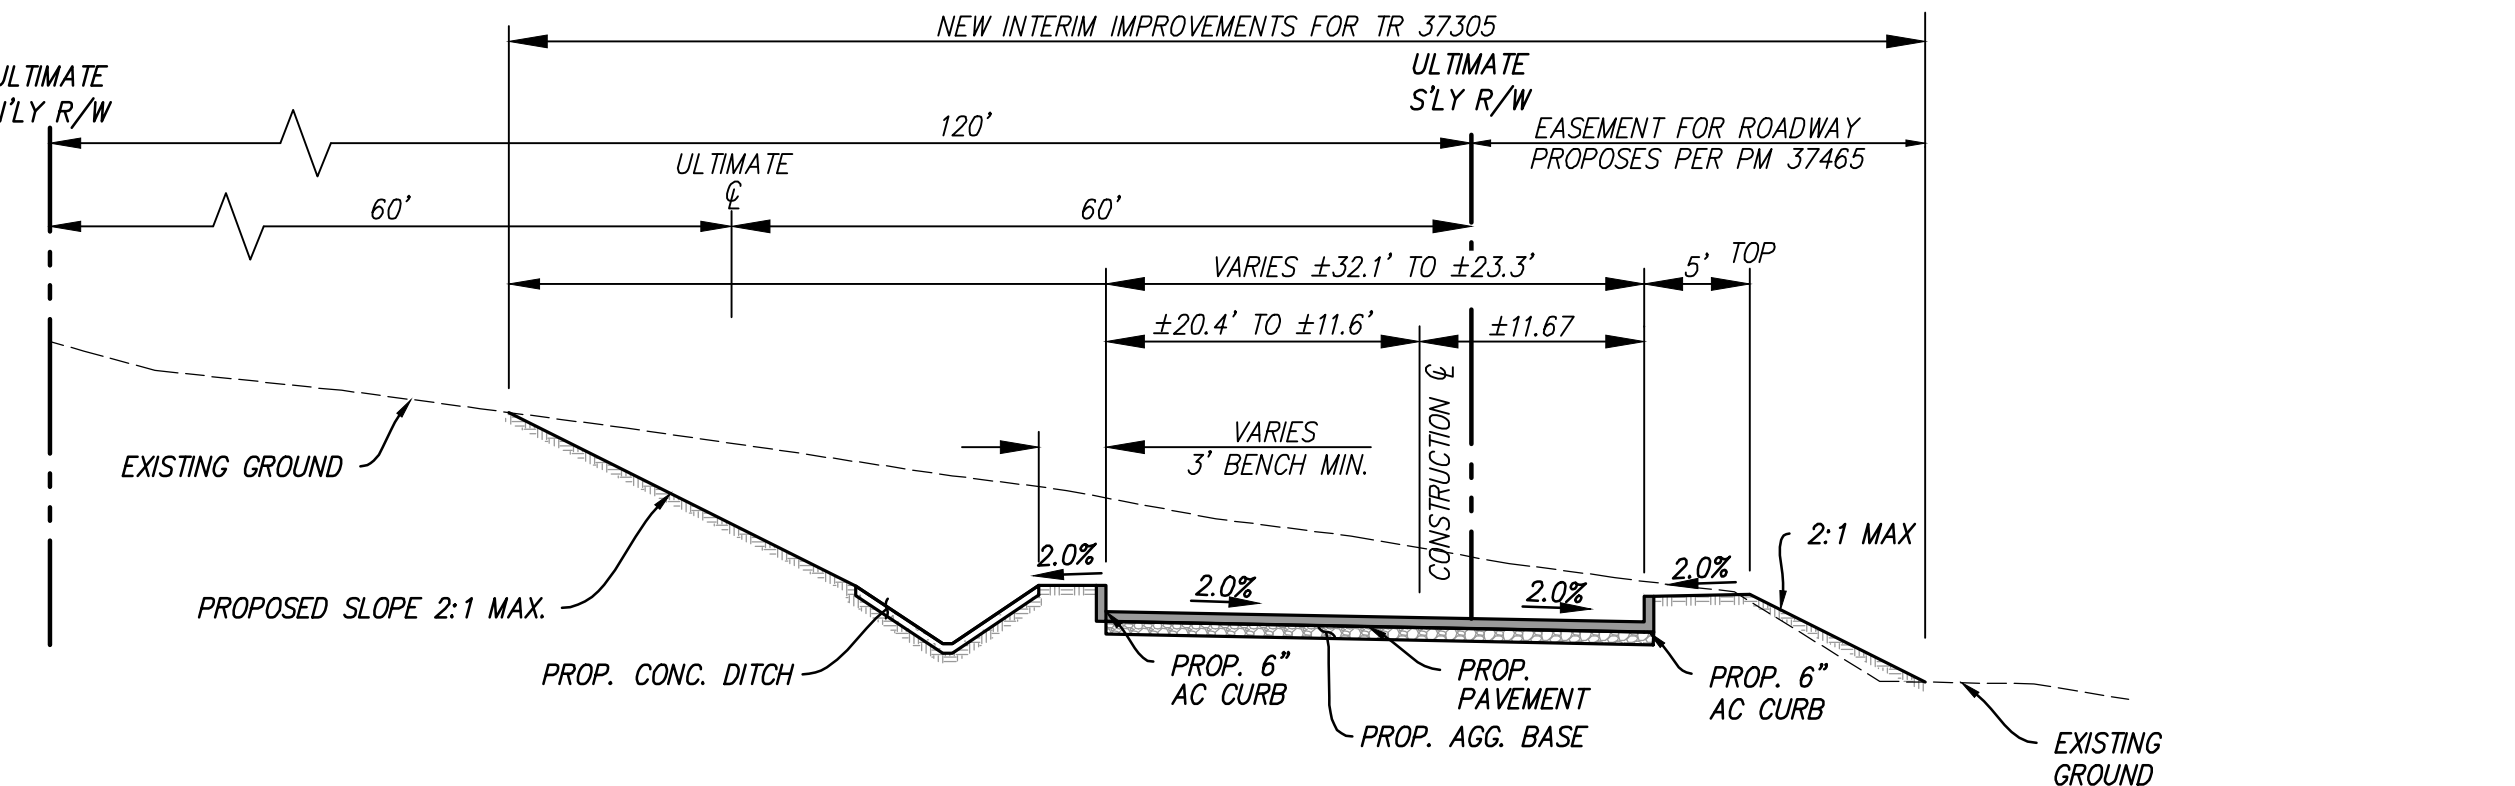 NEW INTERIM IMPROVEMENTS FOR TR 37305
ULTIMATE
'LY R/W
ULTIMATE
S'LY R/W
120'
EASEMENT FOR ROADWAY
PROPOSES PER PM 37465
ULTIMATE
℄
60'
60'
VARIES ±32.1' TO ±23.3'
5'
TOP
±20.4' TO ±11.6'
±11.67
CONSTRUCTION ℄
VARIES
3' BENCH MIN.
EXISTING GROUND
2.0%
2.0%
2.0%
2.0%
2:1 MAX
PROPOSED SLOPE 2:1 MAX.
PROP. CONC. DITCH
PROP. 6"
AC CURB
PROP.
PAVEMENT
PROP. AGG. BASE
PROP. 6"
AC CURB
EXISTING
GROUND